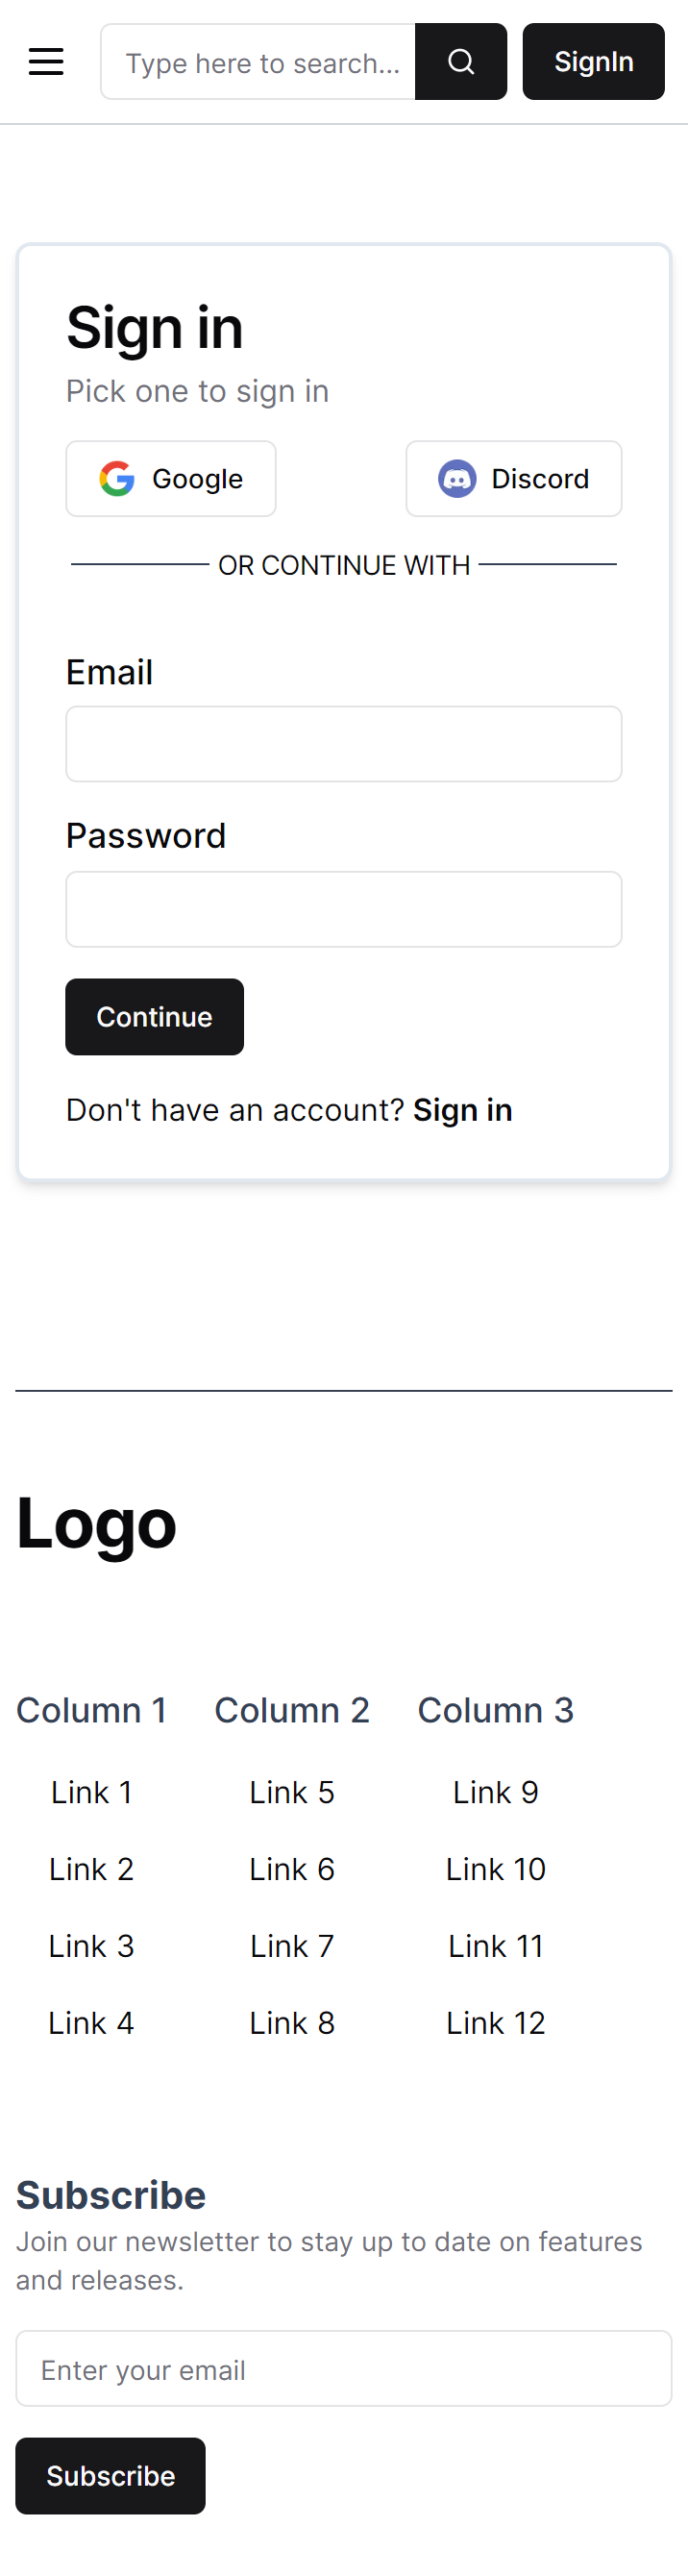 Type here to search...
SignIn
Sign in
Pick one to sign in
Google
Discord
OR CONTINUE WITH
Email
Password
Continue
Don't have an account? Sign in
Logo
Column 1 Column 2 Column 3
Link 1 Link 5 Link 9
Link 2 Link 6 Link 10
Link 3 Link 7 Link 11
Link 4 Link 8 Link 12
Subscribe
Join our newsletter to stay up to date on features
and releases.
Enter your email
Subscribe